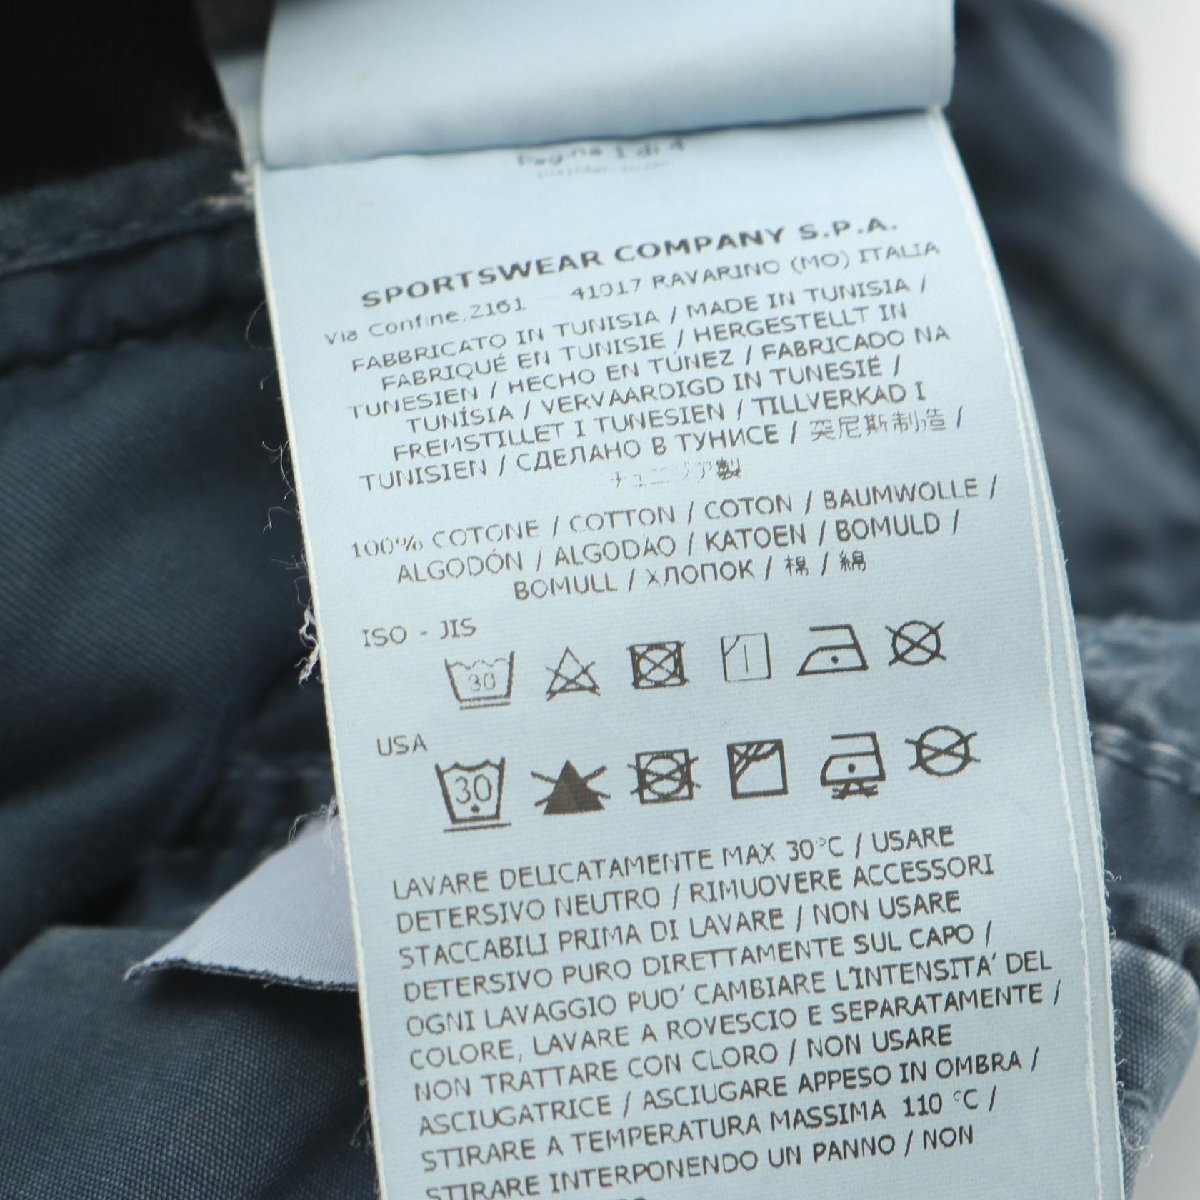 Pagina 1 di 4
SPORTSWEAR COMPANY S.P.A.
Via Confine,2161 41017 RAVARINO (MO) ITALIA
FABBRICATO IN TUNISIA / MADE IN TUNISIA /
FABRIQUÉ EN TUNISIE / HERGESTELLT IN
TUNESIEN / HECHO EN TÚNEZ / FABRICADO NA
TUNÍSIA / VERVAARDIGD IN TUNESIË /
FREMSTILLET I TUNESIEN / TILLVERKAD I
TUNISIEN / СДЕЛАНО В ТУНИСЕ / 突尼斯制造 /
チュニジア製
100% COTONE / COTTON / COTON / BAUMWOLLE /
ALGODÓN / ALGODAO / KATOEN / BOMULD /
BOMULL / ХЛОПОК / 棉 / 綿
ISO - JIS
30
USA
30
LAVARE DELICATAMENTE MAX 30°C / USARE
DETERSIVO NEUTRO / RIMUOVERE ACCESSORI
STACCABILI PRIMA DI LAVARE / NON USARE
DETERSIVO PURO DIRETTAMENTE SUL CAPO /
OGNI LAVAGGIO PUO' CAMBIARE L'INTENSITA' DEL
COLORE, LAVARE A ROVESCIO E SEPARATAMENTE /
NON TRATTARE CON CLORO / NON USARE
ASCIUGATRICE / ASCIUGARE APPESO IN OMBRA /
STIRARE A TEMPERATURA MASSIMA 110 °C /
STIRARE INTERPONENDO UN PANNO / NON